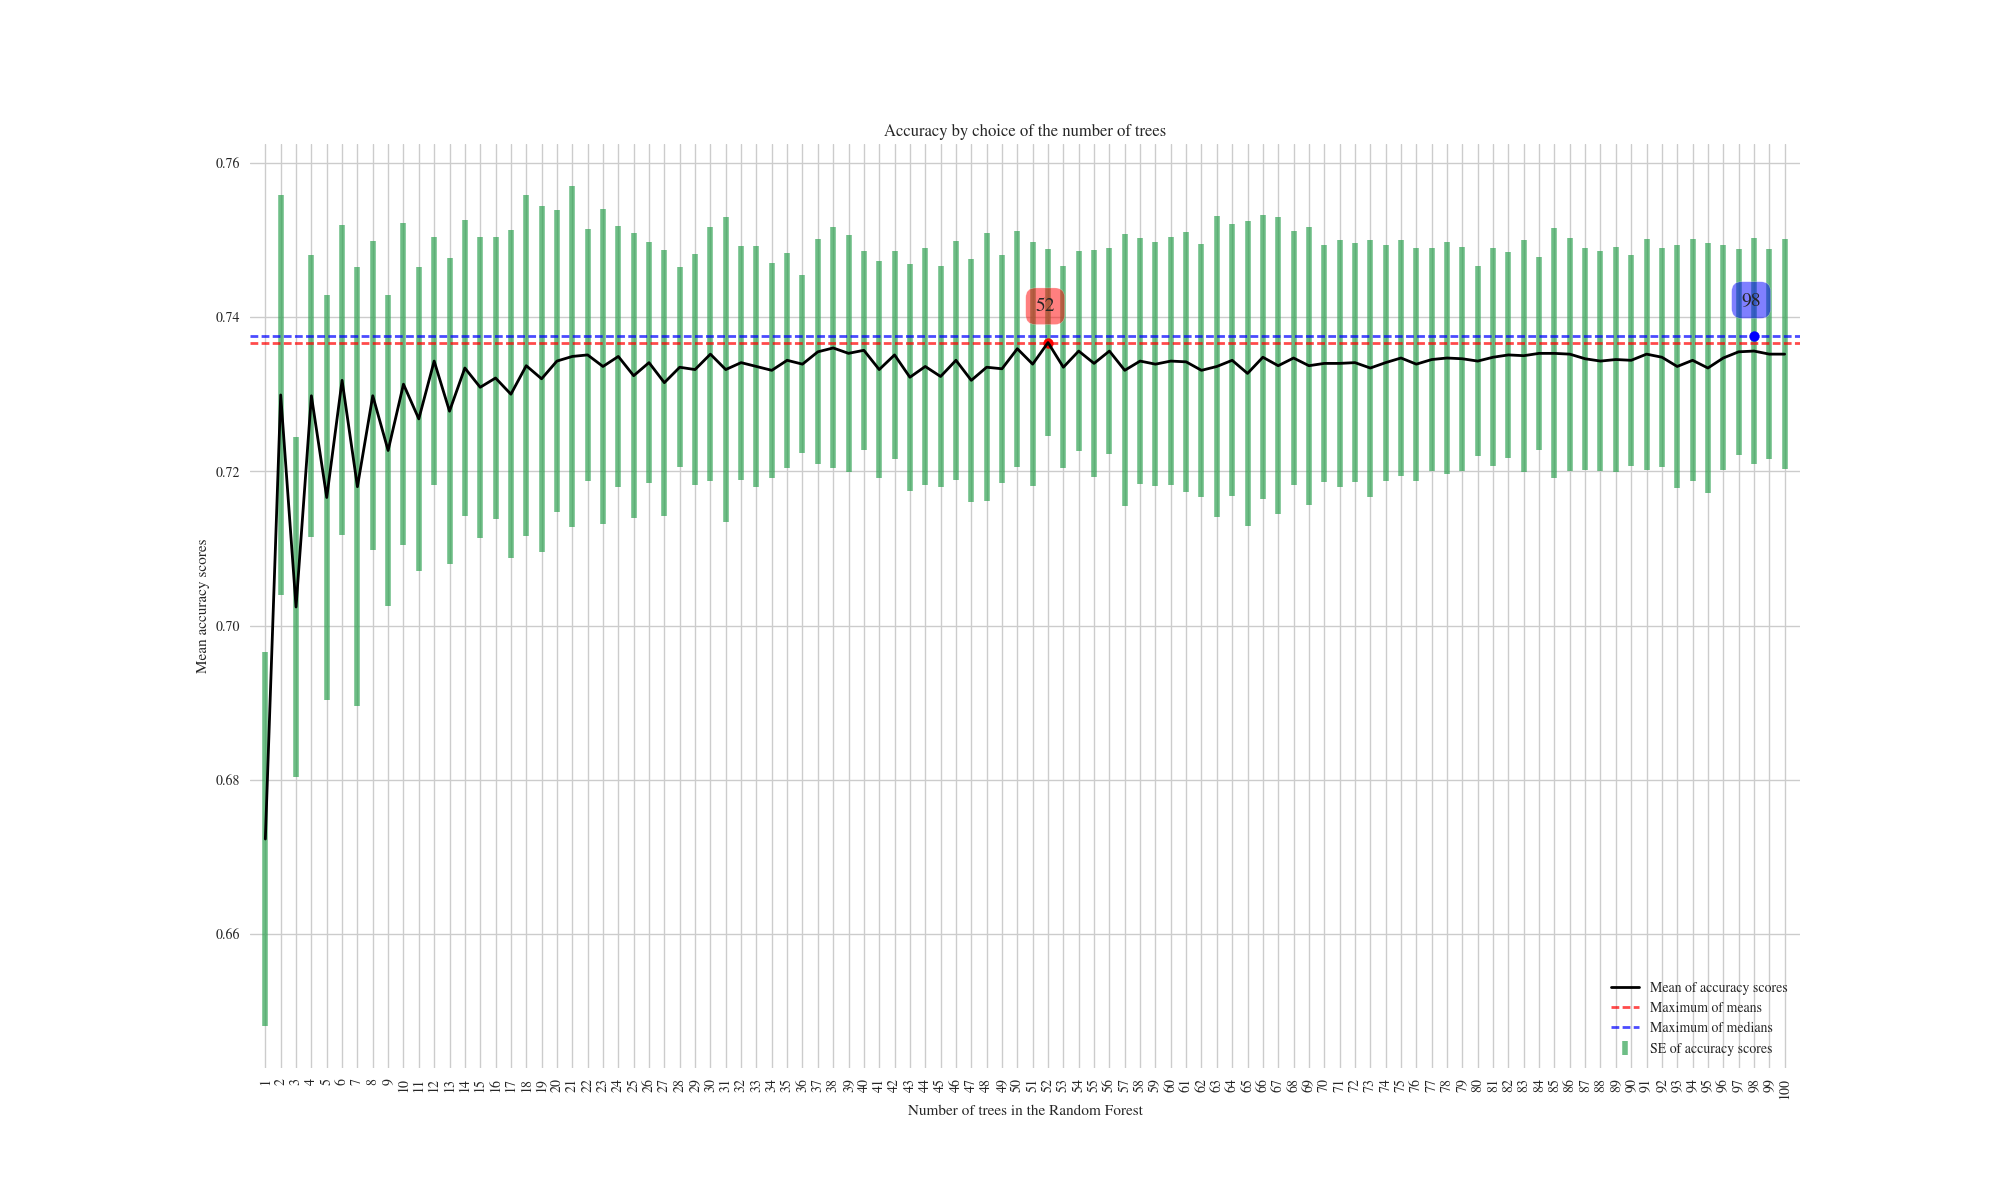 Accuracy by choice of the number of trees
0.76
0.74
0.72
0.70
0.68
0.66
Mean accuracy scores
52
98
Mean of accuracy scores
Maximum of means
Maximum of medians
SE of accuracy scores
1 2 3 4 5 6 7 8 9 10 11 12 13 14 15 16 17 18 19 20 21 22 23 24 25 26 27 28 29 30 31 32 33 34 35 36 37 38 39 40 41 42 43 44 45 46 47 48 49 50 51 52 53 54 55 56 57 58 59 60 61 62 63 64 65 66 67 68 69 70 71 72 73 74 75 76 77 78 79 80 81 82 83 84 85 86 87 88 89 90 91 92 93 94 95 96 97 98 99 100
Number of trees in the Random Forest